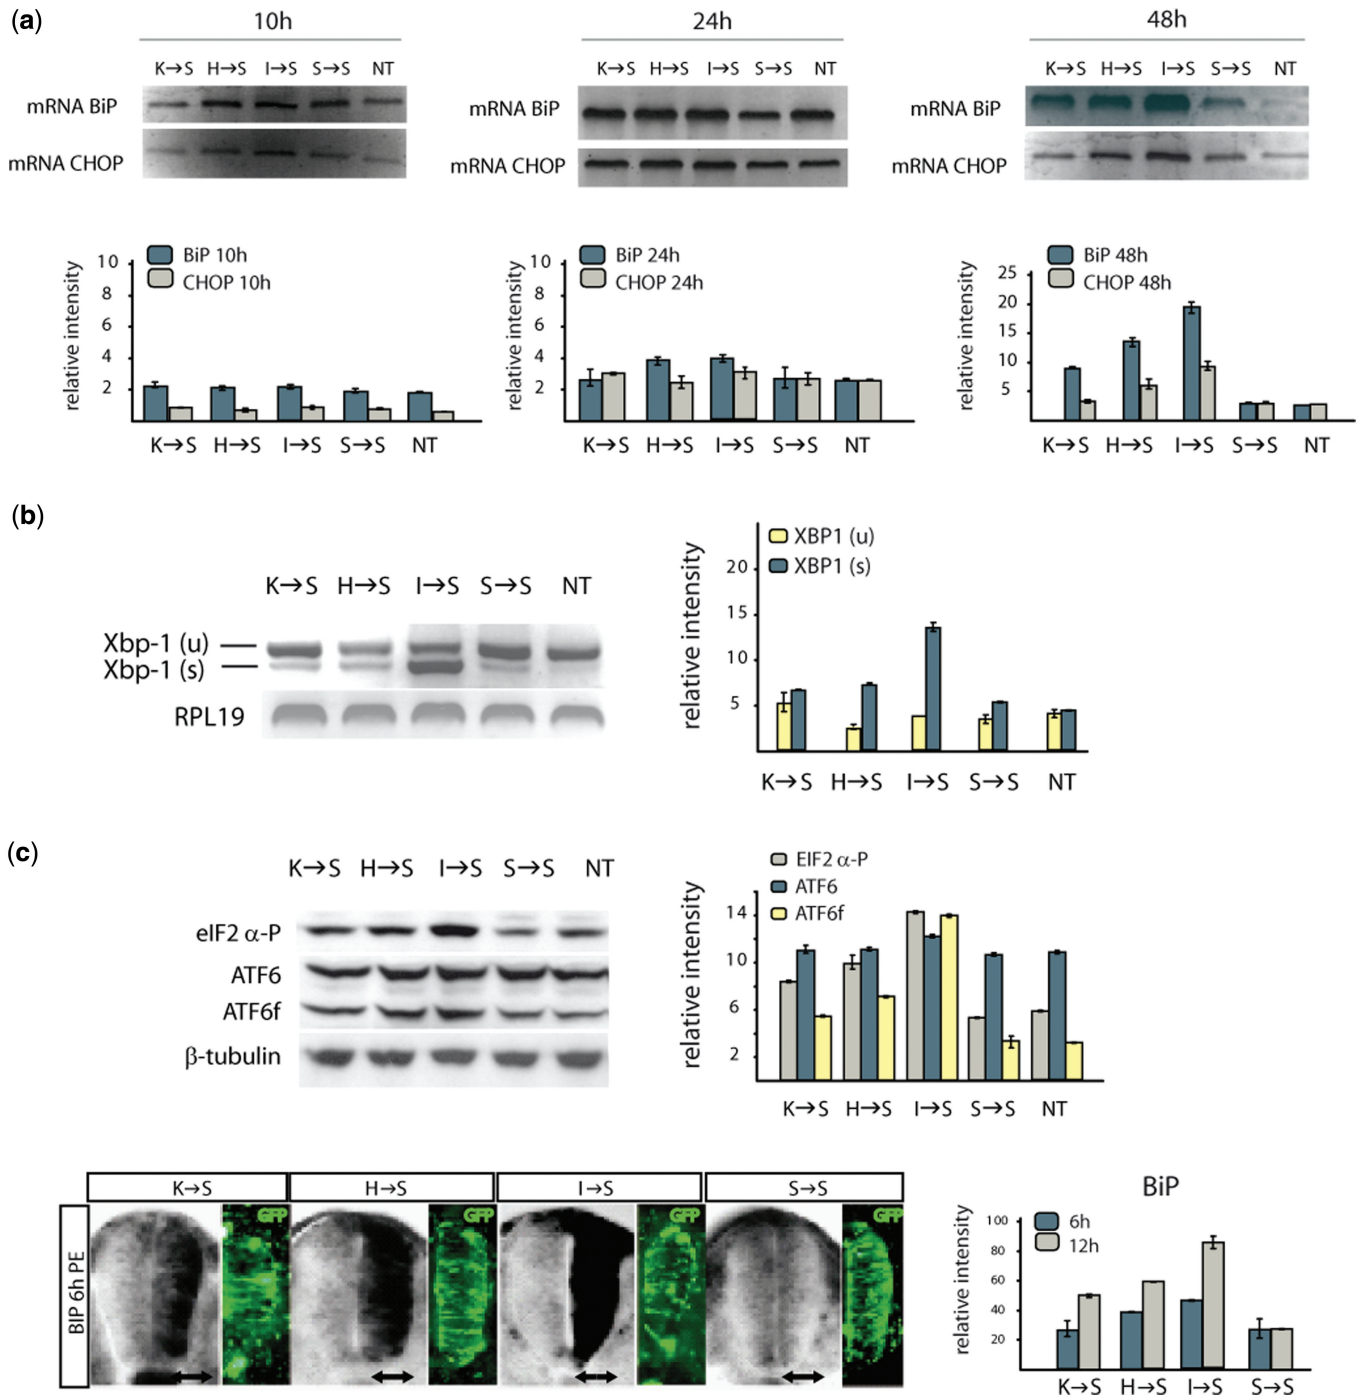 (a)
10h
24h
48h
K→S H→S I→S S→S NT
K→S H→S I→S S→S NT
K→S H→S I→S S→S NT
mRNA BiP
mRNA BiP
mRNA BiP
mRNA CHOP
mRNA CHOP
mRNA CHOP
relative intensity
10
8
6
4
2
BiP 10h
CHOP 10h
K→S H→S I→S S→S NT
relative intensity
10
8
6
4
2
BiP 24h
CHOP 24h
K→S H→S I→S S→S NT
relative intensity
25
20
15
10
5
BiP 48h
CHOP 48h
K→S H→S I→S S→S NT
(b)
K→S H→S I→S S→S NT
Xbp-1 (u)
Xbp-1 (s)
RPL19
relative intensity
20
15
10
5
XBP1 (u)
XBP1 (s)
K→S H→S I→S S→S NT
(c)
K→S H→S I→S S→S NT
eIF2 α-P
ATF6
ATF6f
β-tubulin
relative intensity
14
10
6
2
EIF2 α-P
ATF6
ATF6f
K→S H→S I→S S→S NT
K→S H→S I→S S→S
BIP 6h PE
GFP
GFP
GFP
GFP
BiP
relative intensity
100
80
60
40
20
6h
12h
K→S H→S I→S S→S